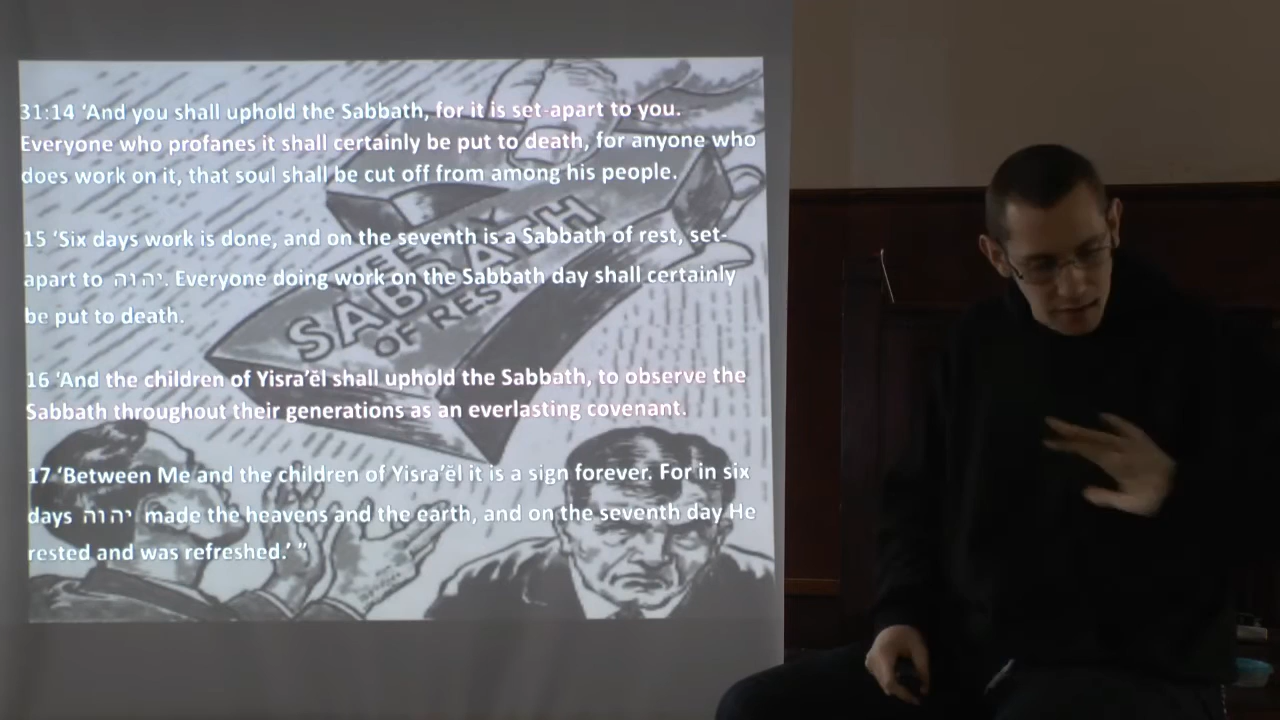 31:14 ‘And you shall uphold the Sabbath, for it is set-apart to you.
Everyone who profanes it shall certainly be put to death, for anyone who
does work on it, that soul shall be cut off from among his people.
15 ‘Six days work is done, and on the seventh is a Sabbath of rest, set-
apart to יהוה. Everyone doing work on the Sabbath day shall certainly
be put to death.
16 ‘And the children of Yisra’ĕl shall uphold the Sabbath, to observe the
Sabbath throughout their generations as an everlasting covenant.
17 ‘Between Me and the children of Yisra’ĕl it is a sign forever. For in six
days יהוה made the heavens and the earth, and on the seventh day He
rested and was refreshed.’ ”
SABBATH
OF REST